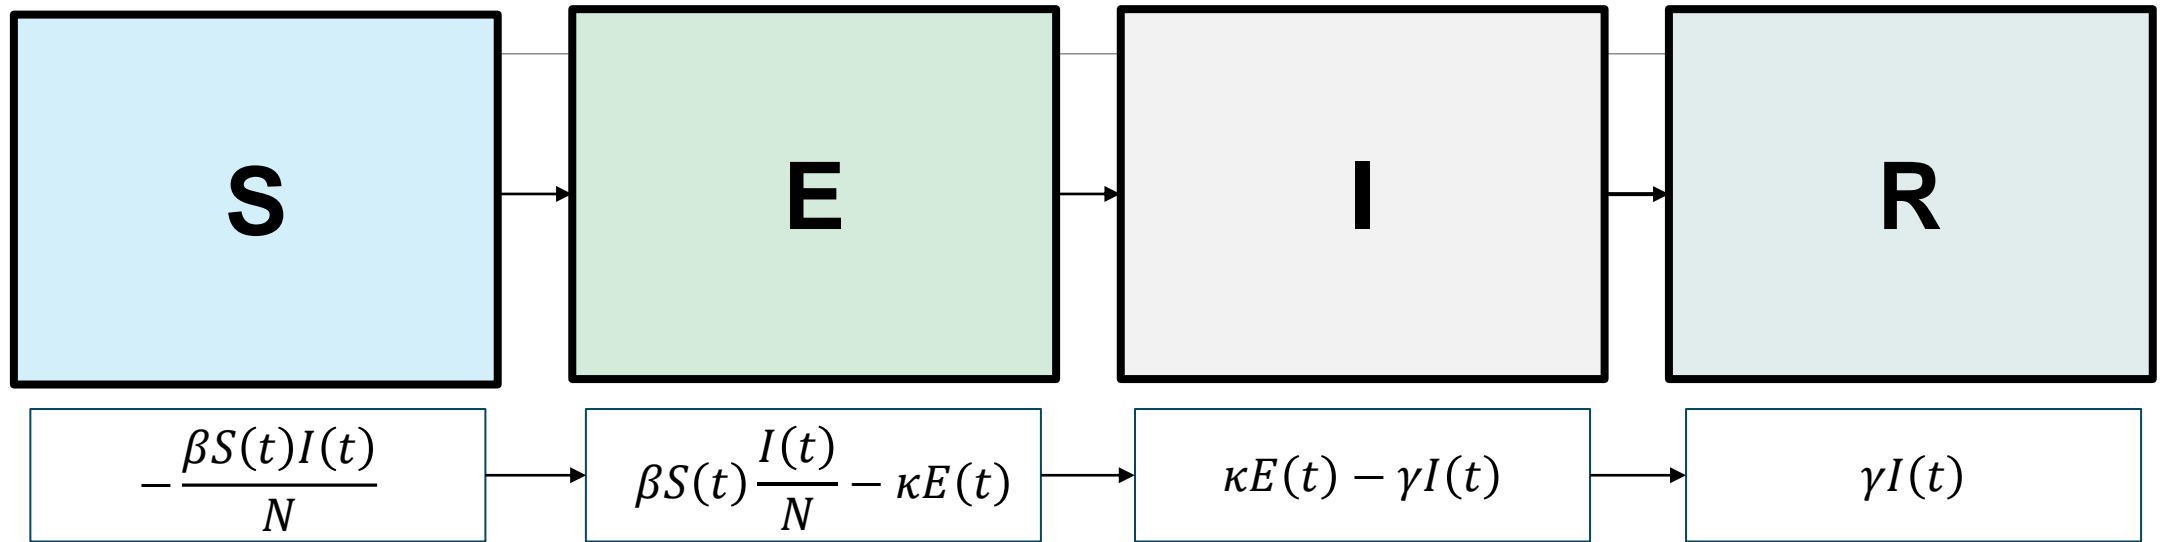 S
E
I
R
−βS(t)I(t)/N
βS(t) I(t)/N − κE(t)
κE(t) − γI(t)
γI(t)